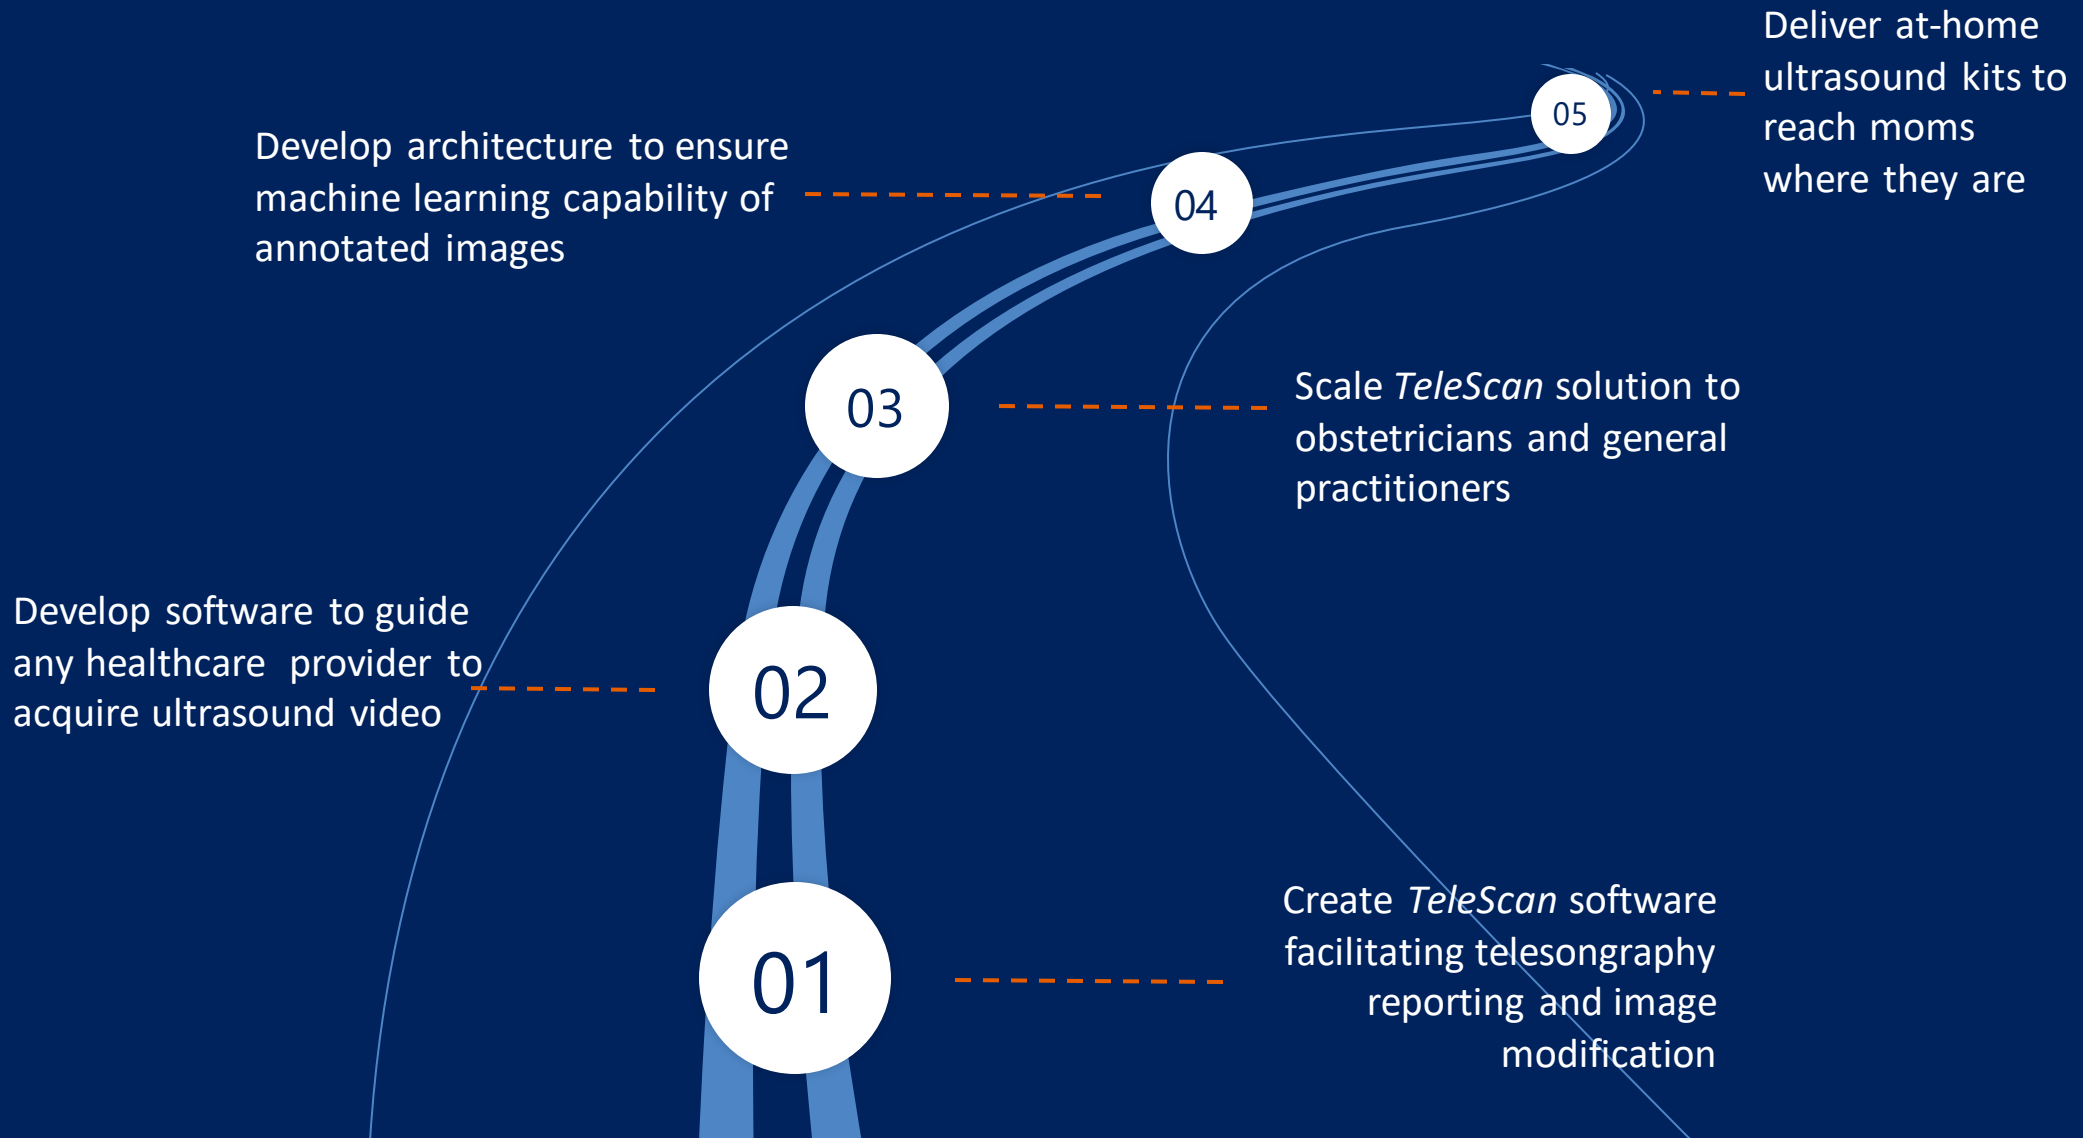 Deliver at-home
ultrasound kits to
reach moms
where they are
05
Develop architecture to ensure
machine learning capability of
annotated images
04
03
Scale TeleScan solution to
obstetricians and general
practitioners
Develop software to guide
any healthcare provider to
acquire ultrasound video
02
01
Create TeleScan software
facilitating telesongraphy
reporting and image
modification